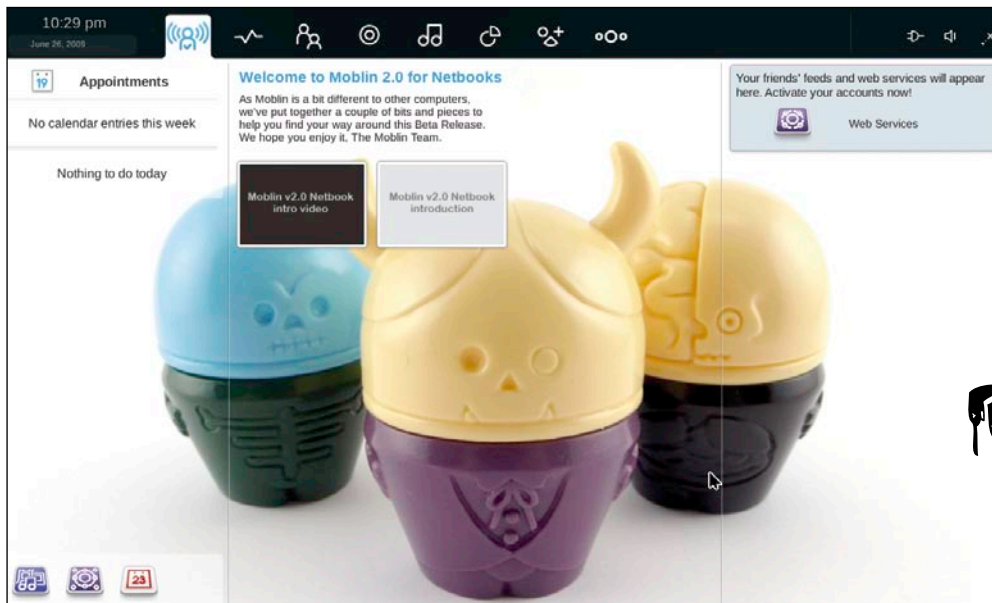 10:29 pm
June 26, 2009
19
Appointments
No calendar entries this week
Nothing to do today
Welcome to Moblin 2.0 for Netbooks
As Moblin is a bit different to other computers,
we've put together a couple of bits and pieces to
help you find your way around this Beta Release.
We hope you enjoy it, The Moblin Team.
Moblin v2.0 Netbook
intro video
Moblin v2.0 Netbook
introduction
Your friends' feeds and web services will appear
here. Activate your accounts now!
Web Services
23